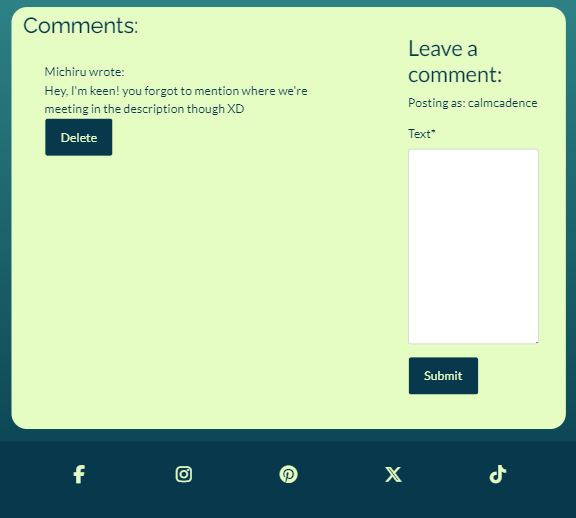 Comments:
Michiru wrote:
Hey, I'm keen! you forgot to mention where we're
meeting in the description though XD
Delete
Leave a
comment:
Posting as: calmcadence
Text*
Submit